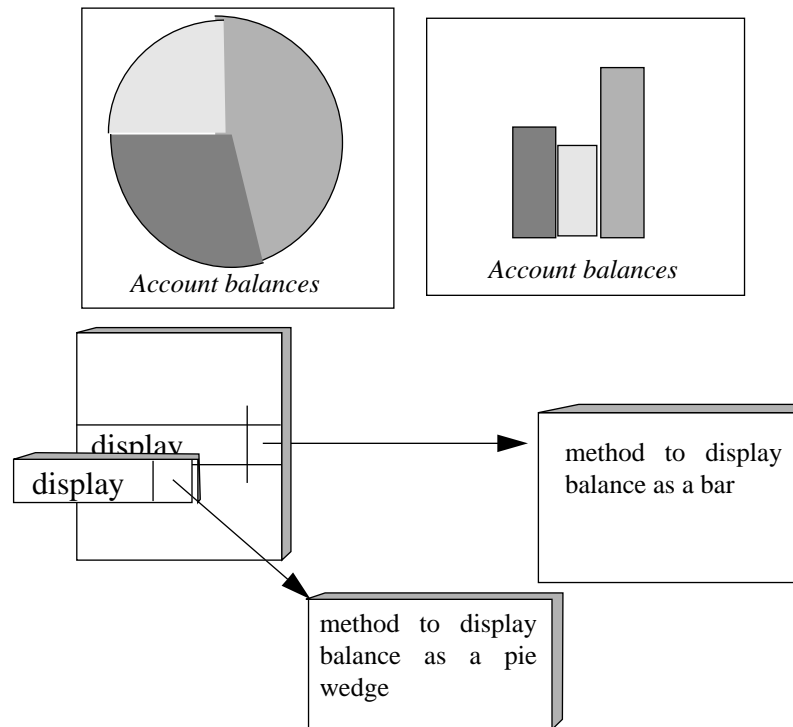 Account balances
Account balances
display
display
method to display
balance as a bar
method to display
balance as a pie
wedge